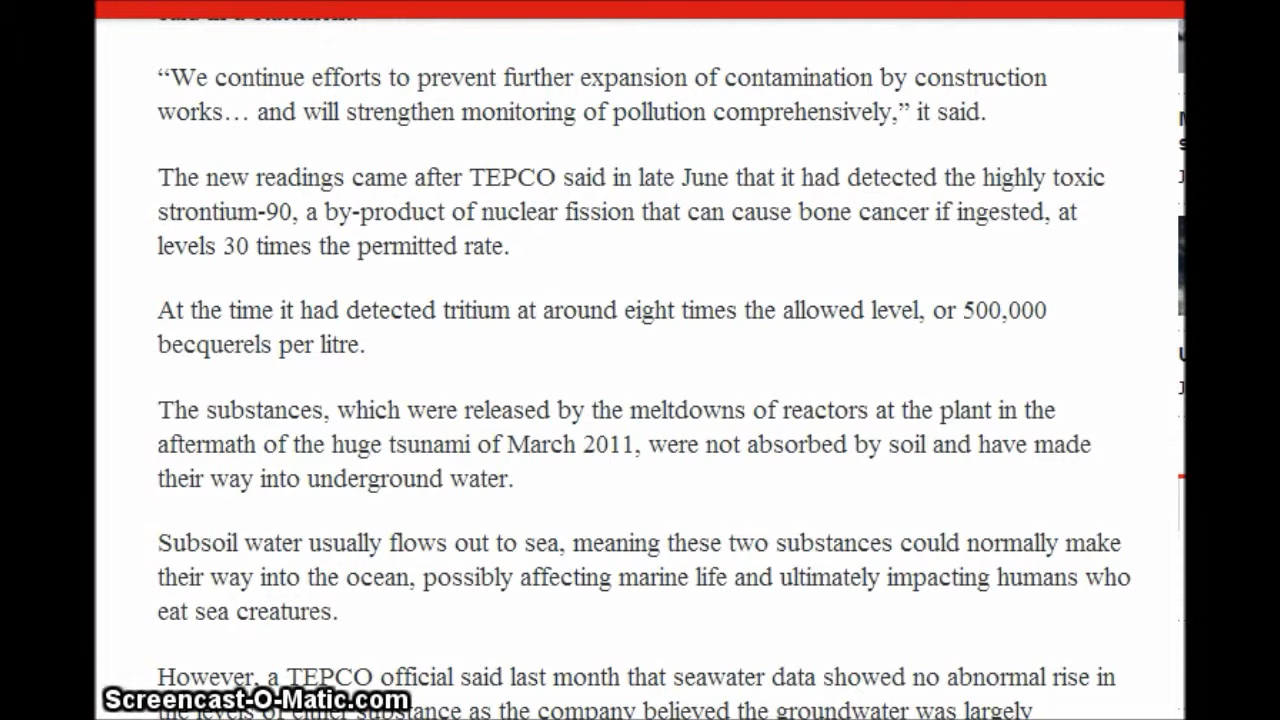 “We continue efforts to prevent further expansion of contamination by construction
works… and will strengthen monitoring of pollution comprehensively,” it said.
The new readings came after TEPCO said in late June that it had detected the highly toxic
strontium-90, a by-product of nuclear fission that can cause bone cancer if ingested, at
levels 30 times the permitted rate.
At the time it had detected tritium at around eight times the allowed level, or 500,000
becquerels per litre.
The substances, which were released by the meltdowns of reactors at the plant in the
aftermath of the huge tsunami of March 2011, were not absorbed by soil and have made
their way into underground water.
Subsoil water usually flows out to sea, meaning these two substances could normally make
their way into the ocean, possibly affecting marine life and ultimately impacting humans who
eat sea creatures.
However, a TEPCO official said last month that seawater data showed no abnormal rise in
the levels of either substance as the company believed the groundwater was largely
Screencast-O-Matic.com